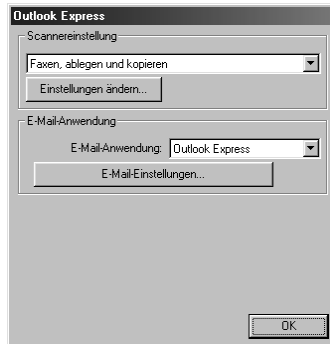 Outlook Express
Scannereinstellung
Faxen, ablegen und kopieren
Einstellungen ändern...
E-Mail-Anwendung
E-Mail-Anwendung: Outlook Express
E-Mail-Einstellungen...
OK